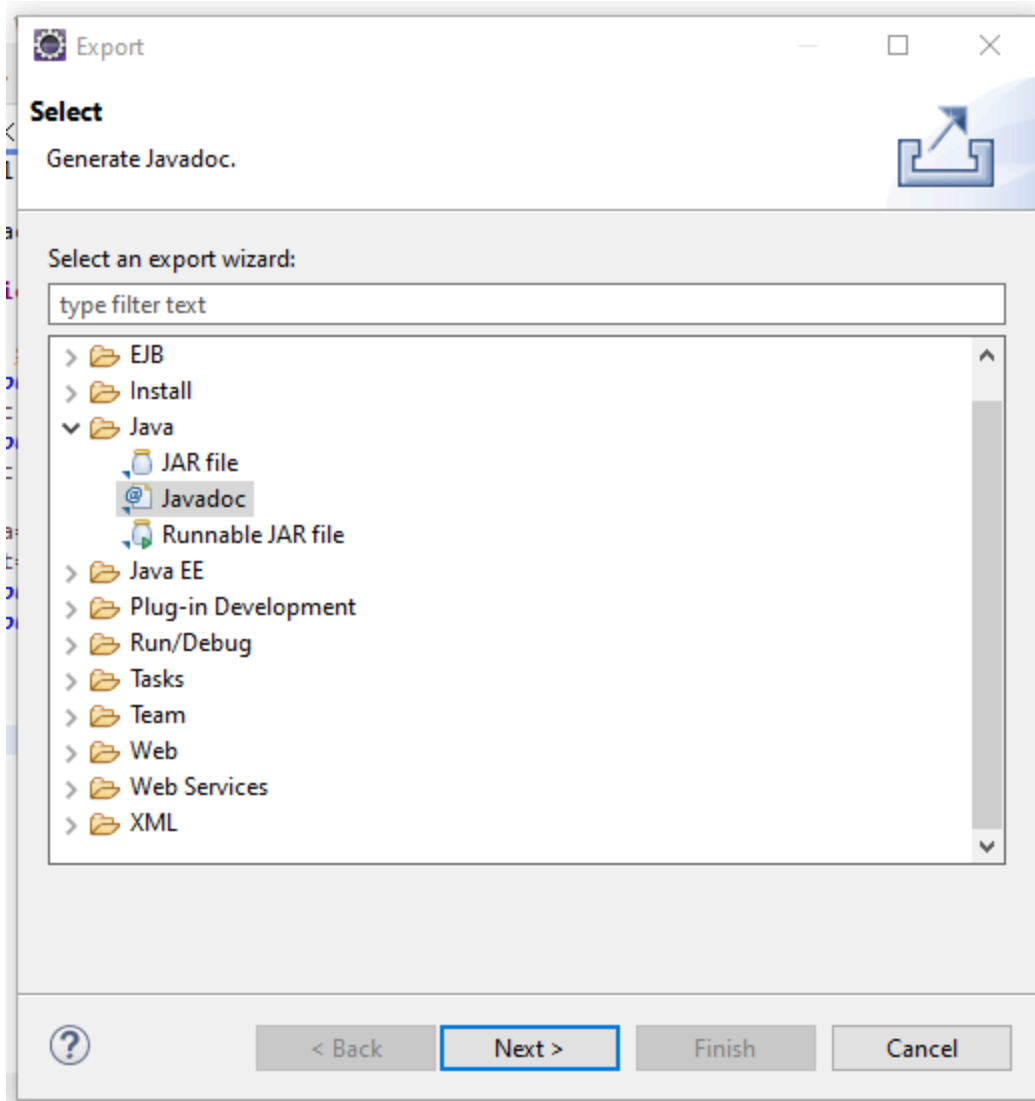 Export
Select
Generate Javadoc.
Select an export wizard:
type filter text
EJB
Install
Java
JAR file
Javadoc
Runnable JAR file
Java EE
Plug-in Development
Run/Debug
Tasks
Team
Web
Web Services
XML
? < Back Next > Finish Cancel